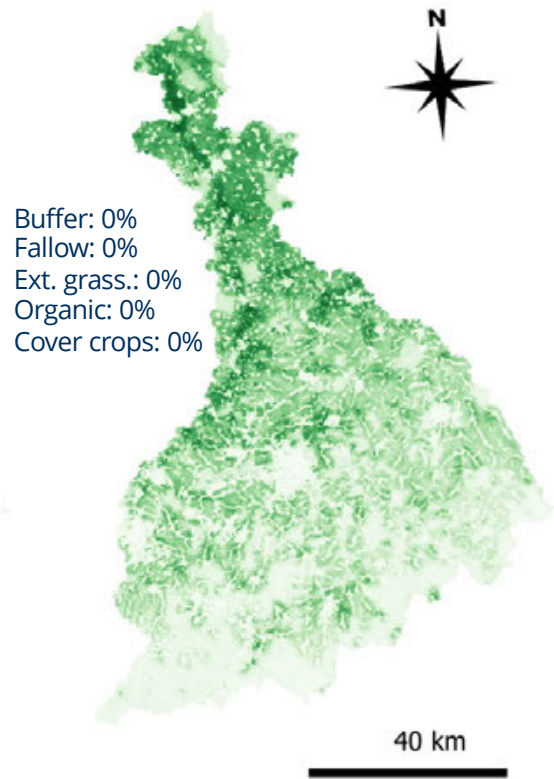 N
Buffer: 0%
Fallow: 0%
Ext. grass.: 0%
Organic: 0%
Cover crops: 0%
40 km